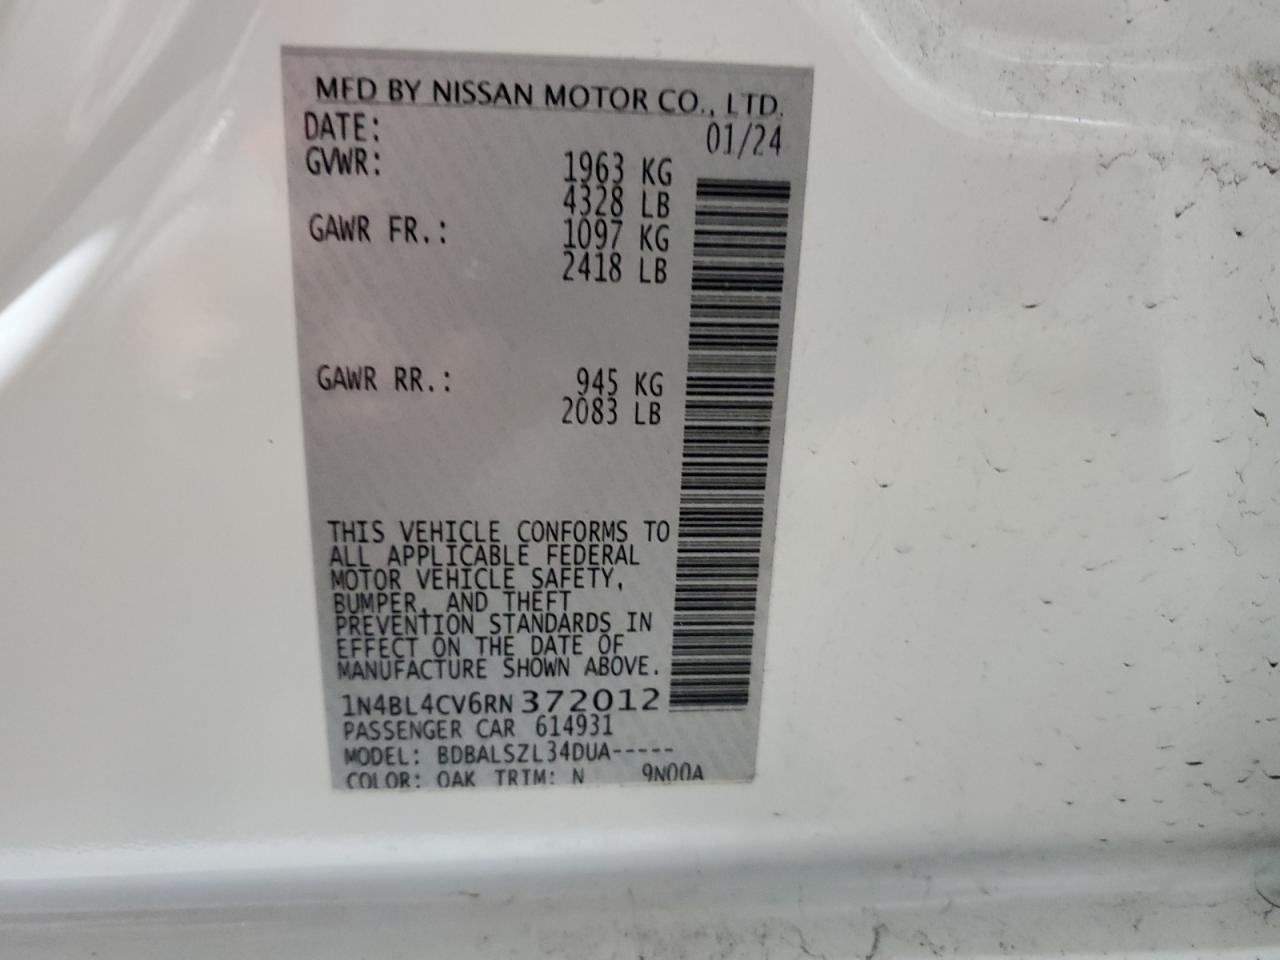 MFD BY NISSAN MOTOR CO., LTD.
DATE: 01/24
GVWR: 1963 KG
4328 LB
GAWR FR.: 1097 KG
2418 LB
GAWR RR.: 945 KG
2083 LB
THIS VEHICLE CONFORMS TO
ALL APPLICABLE FEDERAL
MOTOR VEHICLE SAFETY,
BUMPER, AND THEFT
PREVENTION STANDARDS IN
EFFECT ON THE DATE OF
MANUFACTURE SHOWN ABOVE.
1N4BL4CV6RN372012
PASSENGER CAR 614931
MODEL: BDBALSZL34DUA-----
COLOR: QAK TRIM: N 9N00A